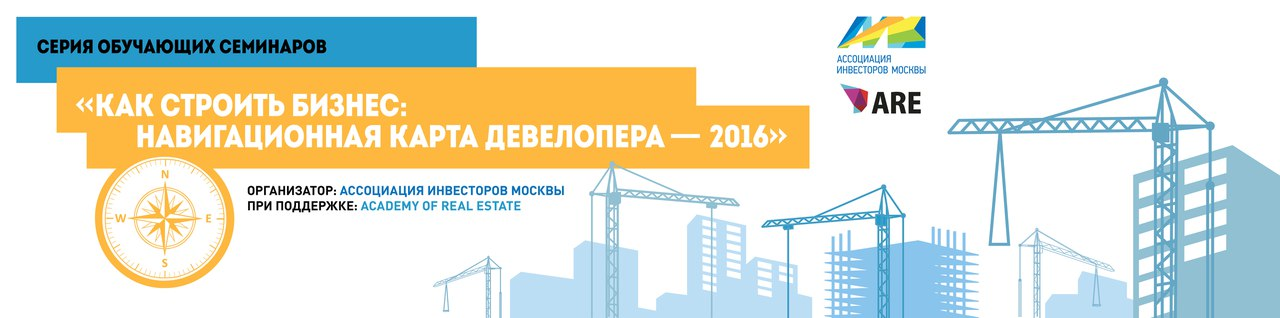 СЕРИЯ ОБУЧАЮЩИХ СЕМИНАРОВ
«КАК СТРОИТЬ БИЗНЕС:
НАВИГАЦИОННАЯ КАРТА ДЕВЕЛОПЕРА — 2016»
ОРГАНИЗАТОР: АССОЦИАЦИЯ ИНВЕСТОРОВ МОСКВЫ
ПРИ ПОДДЕРЖКЕ: ACADEMY OF REAL ESTATE
N
W E
S
АССОЦИАЦИЯ
ИНВЕСТОРОВ МОСКВЫ
ARE